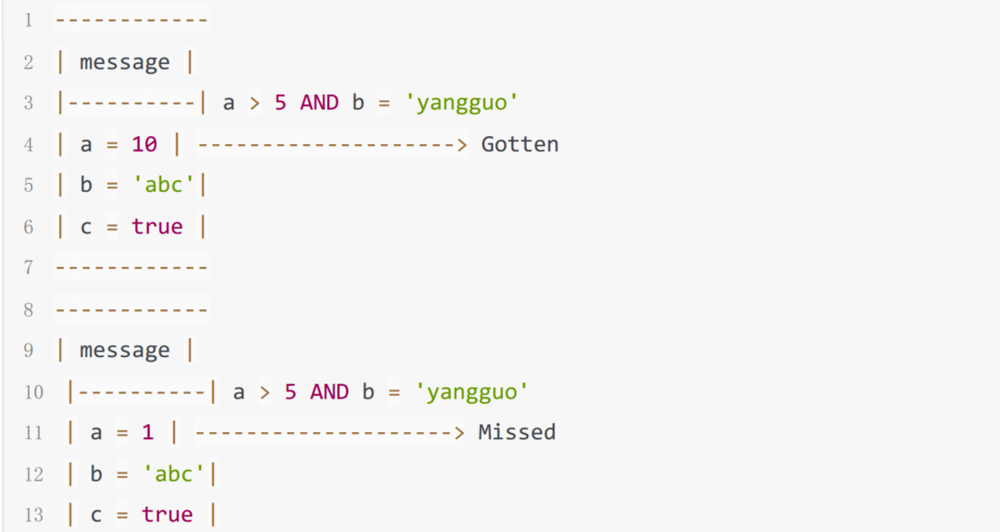 1 ------------
2 | message |
3 |----------| a > 5 AND b = 'yangguo'
4 | a = 10 | --------------------> Gotten
5 | b = 'abc'|
6 | c = true |
7 ------------
8 ------------
9 | message |
10 |----------| a > 5 AND b = 'yangguo'
11 | a = 1 | --------------------> Missed
12 | b = 'abc'|
13 | c = true |